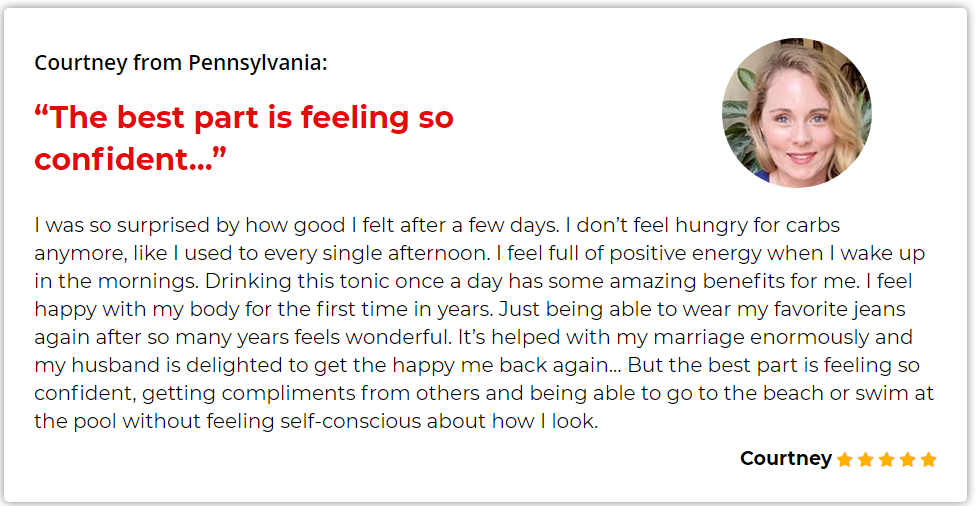 Courtney from Pennsylvania:
“The best part is feeling so
confident...”
I was so surprised by how good I felt after a few days. I don’t feel hungry for carbs
anymore, like I used to every single afternoon. I feel full of positive energy when I wake up
in the mornings. Drinking this tonic once a day has some amazing benefits for me. I feel
happy with my body for the first time in years. Just being able to wear my favorite jeans
again after so many years feels wonderful. It’s helped with my marriage enormously and
my husband is delighted to get the happy me back again... But the best part is feeling so
confident, getting compliments from others and being able to go to the beach or swim at
the pool without feeling self-conscious about how I look.
Courtney